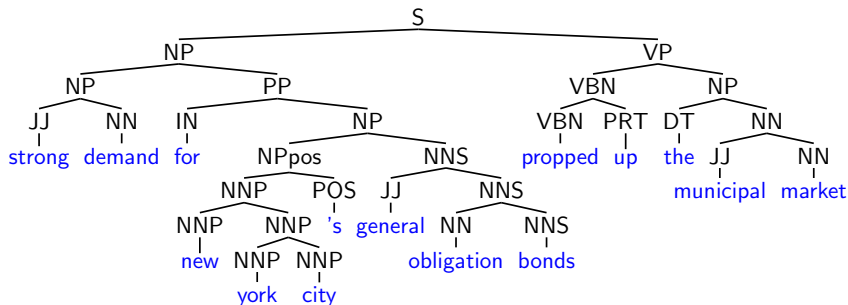 S
NP VP
NP PP VBN NP
JJ NN IN NP VBN PRT DT NN
strong demand for NPpos NNS propped up the JJ NN
NNP POS JJ NNS municipal market
NNP NNP 's general NN NNS
new NNP NNP obligation bonds
york city